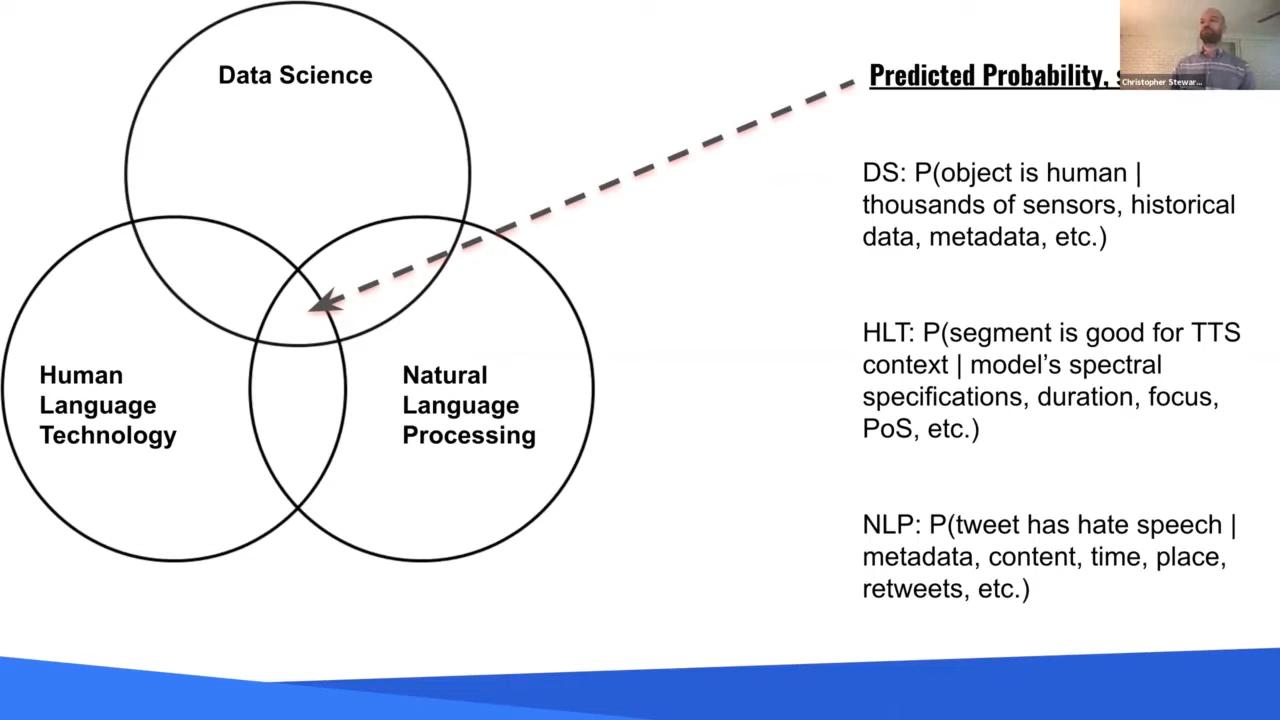 Data Science
Human
Language
Technology
Natural
Language
Processing
Predicted Probability,
Christopher Stewar...
DS: P(object is human |
thousands of sensors, historical
data, metadata, etc.)
HLT: P(segment is good for TTS
context | model’s spectral
specifications, duration, focus,
PoS, etc.)
NLP: P(tweet has hate speech |
metadata, content, time, place,
retweets, etc.)